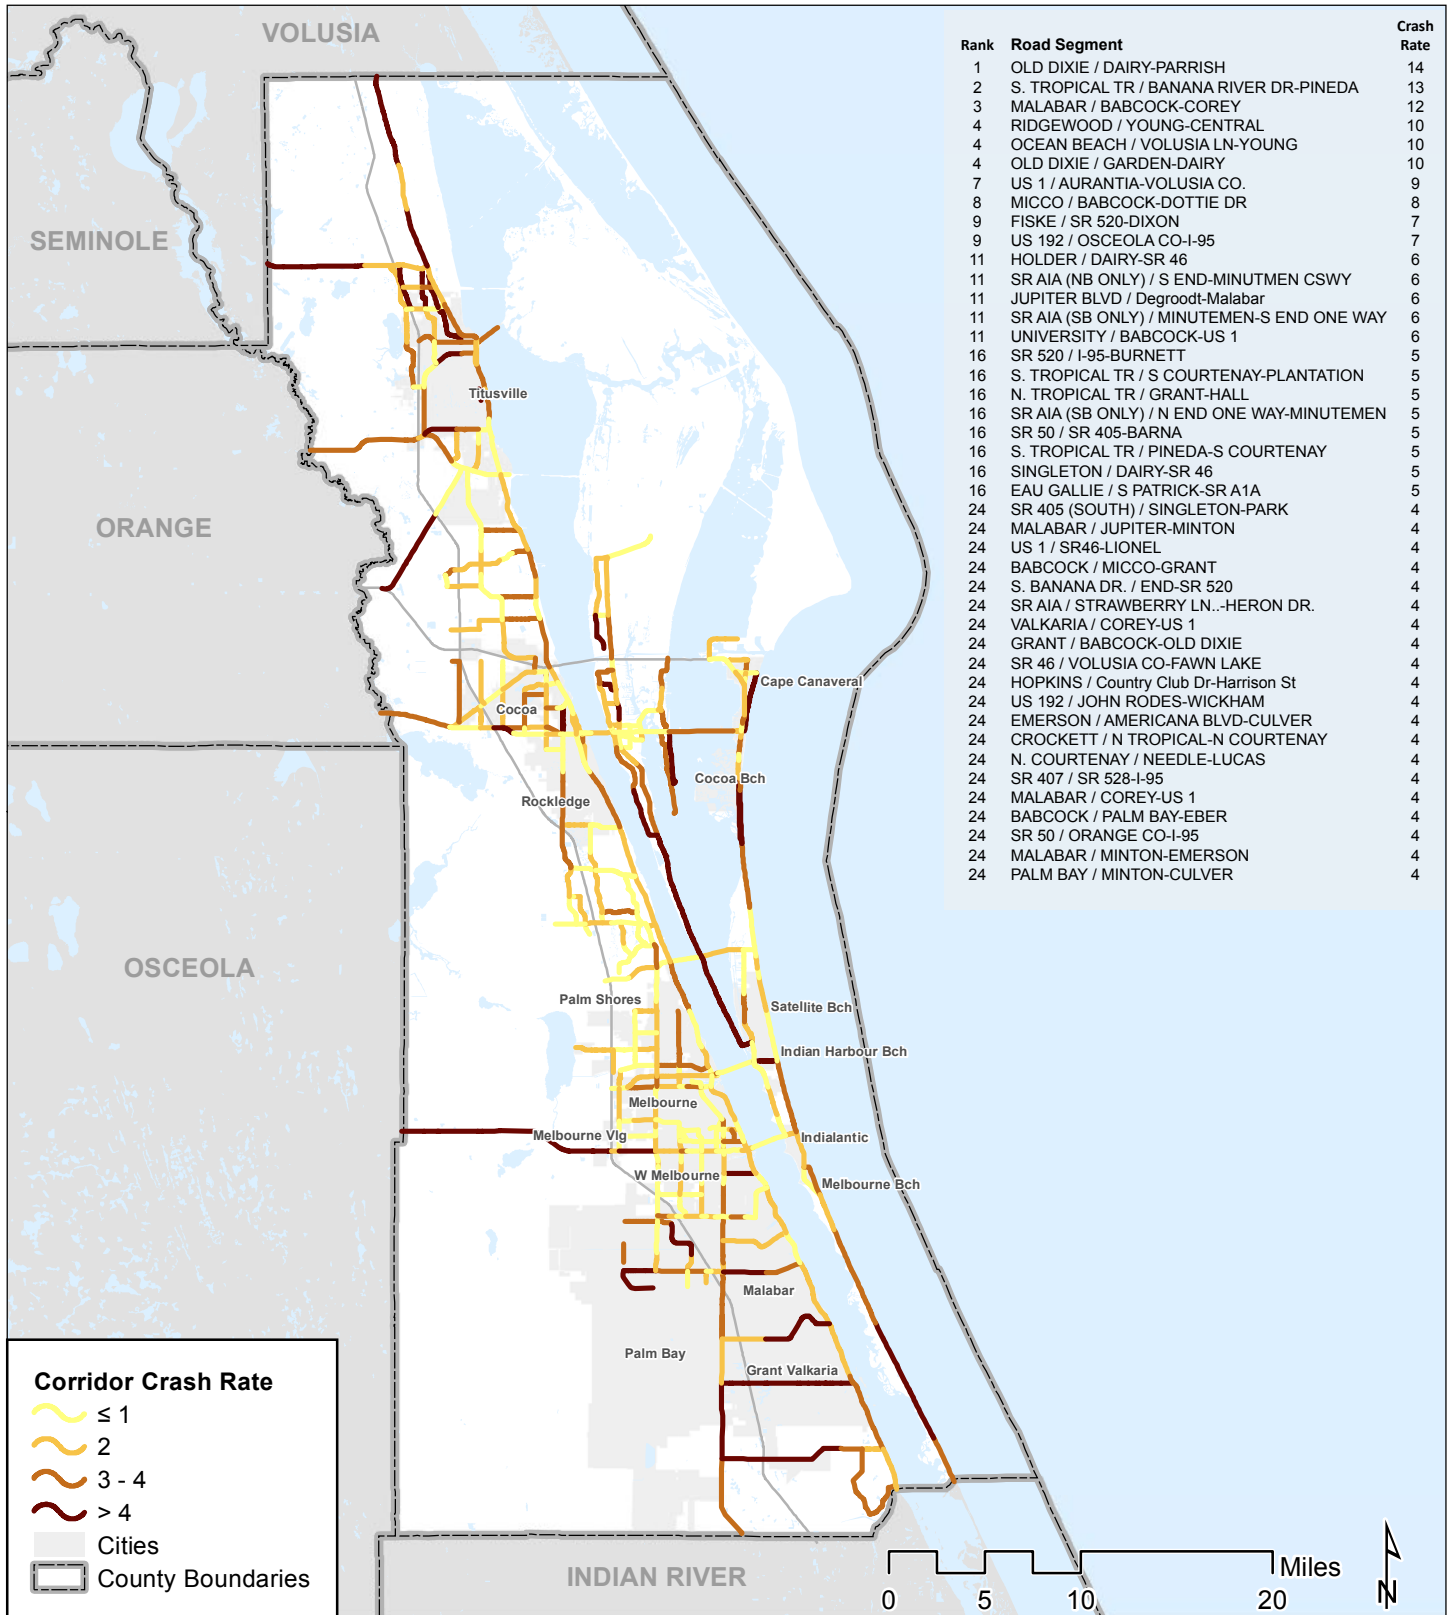 VOLUSIA
SEMINOLE
ORANGE
OSCEOLA
INDIAN RIVER
Titusville
Cape Canaveral
Cocoa
Cocoa Bch
Rockledge
Palm Shores
Satellite Bch
Indian Harbour Bch
Melbourne
Melbourne Vlg
Indialantic
W Melbourne
Melbourne Bch
Malabar
Palm Bay
Grant Valkaria
Rank Road Segment Crash Rate
1 OLD DIXIE / DAIRY-PARRISH 14
2 S. TROPICAL TR / BANANA RIVER DR-PINEDA 13
3 MALABAR / BABCOCK-COREY 12
4 RIDGEWOOD / YOUNG-CENTRAL 10
4 OCEAN BEACH / VOLUSIA LN-YOUNG 10
4 OLD DIXIE / GARDEN-DAIRY 10
7 US 1 / AURANTIA-VOLUSIA CO. 9
8 MICCO / BABCOCK-DOTTIE DR 8
9 FISKE / SR 520-DIXON 7
9 US 192 / OSCEOLA CO-I-95 7
11 HOLDER / DAIRY-SR 46 6
11 SR AIA (NB ONLY) / S END-MINUTMEN CSWY 6
11 JUPITER BLVD / Degroodt-Malabar 6
11 SR AIA (SB ONLY) / MINUTEMEN-S END ONE WAY 6
11 UNIVERSITY / BABCOCK-US 1 6
16 SR 520 / I-95-BURNETT 5
16 S. TROPICAL TR / S COURTENAY-PLANTATION 5
16 N. TROPICAL TR / GRANT-HALL 5
16 SR AIA (SB ONLY) / N END ONE WAY-MINUTEMEN 5
16 SR 50 / SR 405-BARNA 5
16 S. TROPICAL TR / PINEDA-S COURTENAY 5
16 SINGLETON / DAIRY-SR 46 5
16 EAU GALLIE / S PATRICK-SR A1A 5
24 SR 405 (SOUTH) / SINGLETON-PARK 4
24 MALABAR / JUPITER-MINTON 4
24 US 1 / SR46-LIONEL 4
24 BABCOCK / MICCO-GRANT 4
24 S. BANANA DR. / END-SR 520 4
24 SR AIA / STRAWBERRY LN..-HERON DR. 4
24 VALKARIA / COREY-US 1 4
24 GRANT / BABCOCK-OLD DIXIE 4
24 SR 46 / VOLUSIA CO-FAWN LAKE 4
24 HOPKINS / Country Club Dr-Harrison St 4
24 US 192 / JOHN RODES-WICKHAM 4
24 EMERSON / AMERICANA BLVD-CULVER 4
24 CROCKETT / N TROPICAL-N COURTENAY 4
24 N. COURTENAY / NEEDLE-LUCAS 4
24 SR 407 / SR 528-I-95 4
24 MALABAR / COREY-US 1 4
24 BABCOCK / PALM BAY-EBER 4
24 SR 50 / ORANGE CO-I-95 4
24 MALABAR / MINTON-EMERSON 4
24 PALM BAY / MINTON-CULVER 4
Corridor Crash Rate
≤ 1
2
3 - 4
> 4
Cities
County Boundaries
Miles
0 5 10 20
N